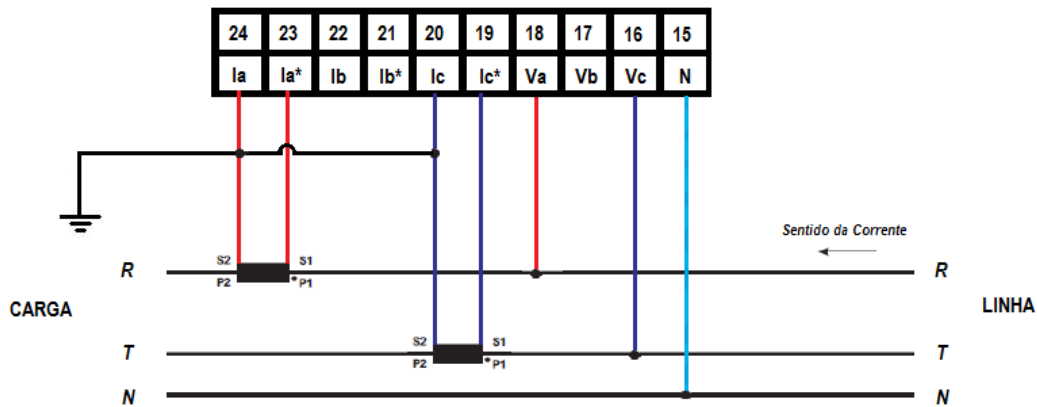 24 23 22 21 20 19 18 17 16 15
Ia Ia* Ib Ib* Ic Ic* Va Vb Vc N
Sentido da Corrente
S2 S1
R R
P2 *P1
CARGA LINHA
S2 S1
T T
P2 *P1
N N